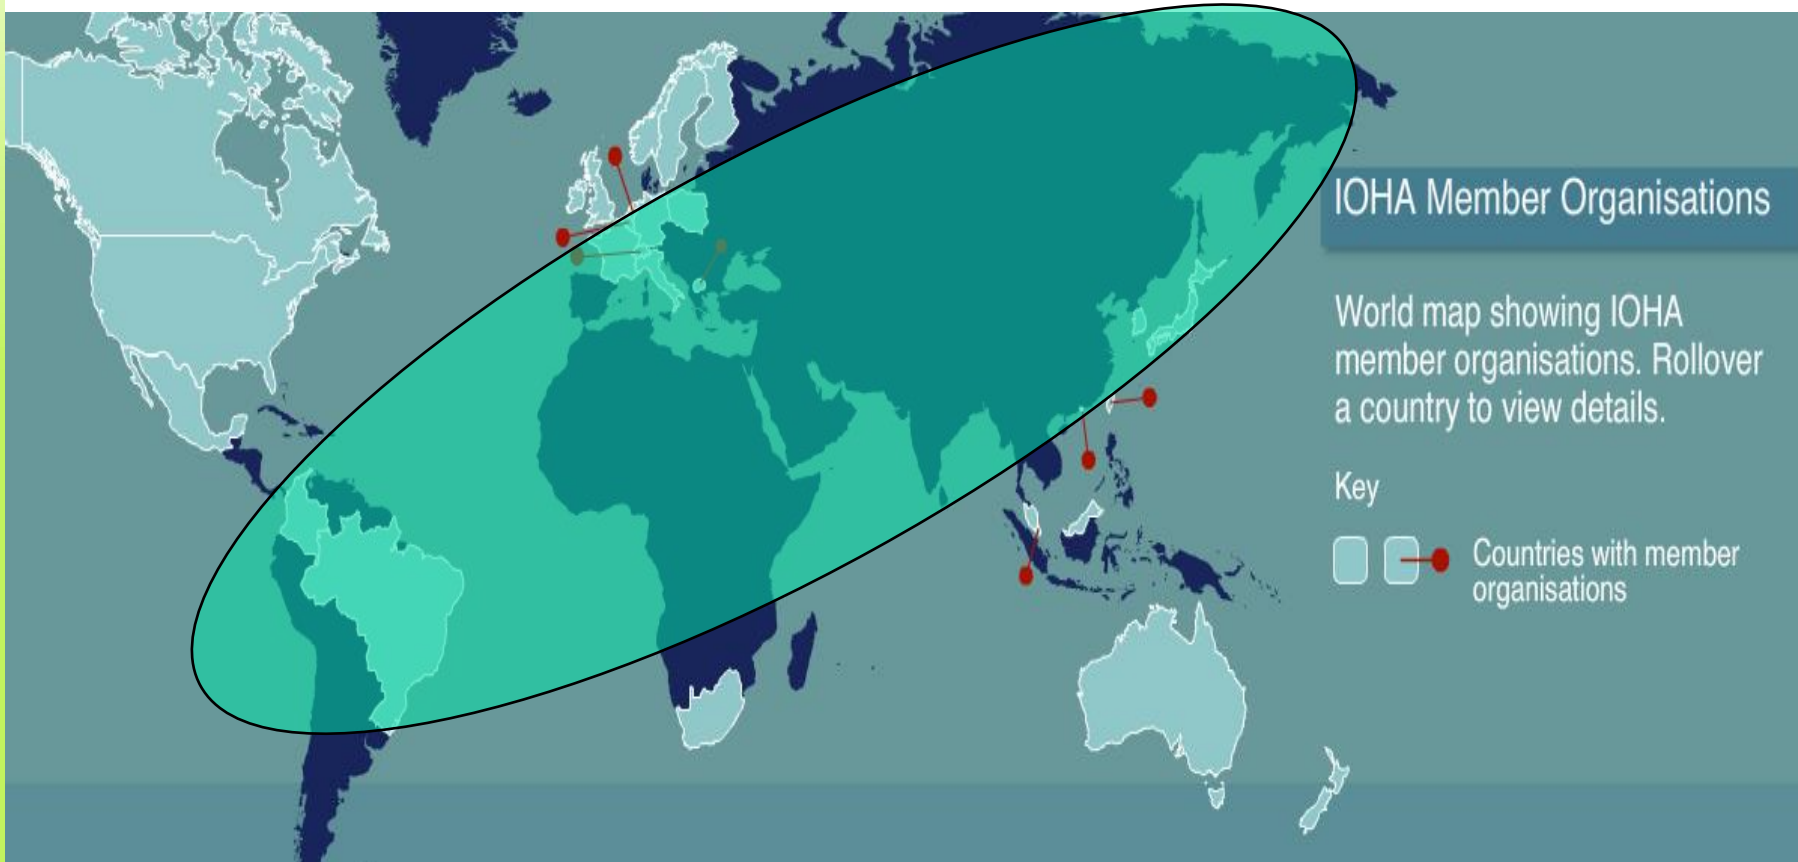 IOHA Member Organisations
World map showing IOHA
member organisations. Rollover
a country to view details.
Key
Countries with member
organisations